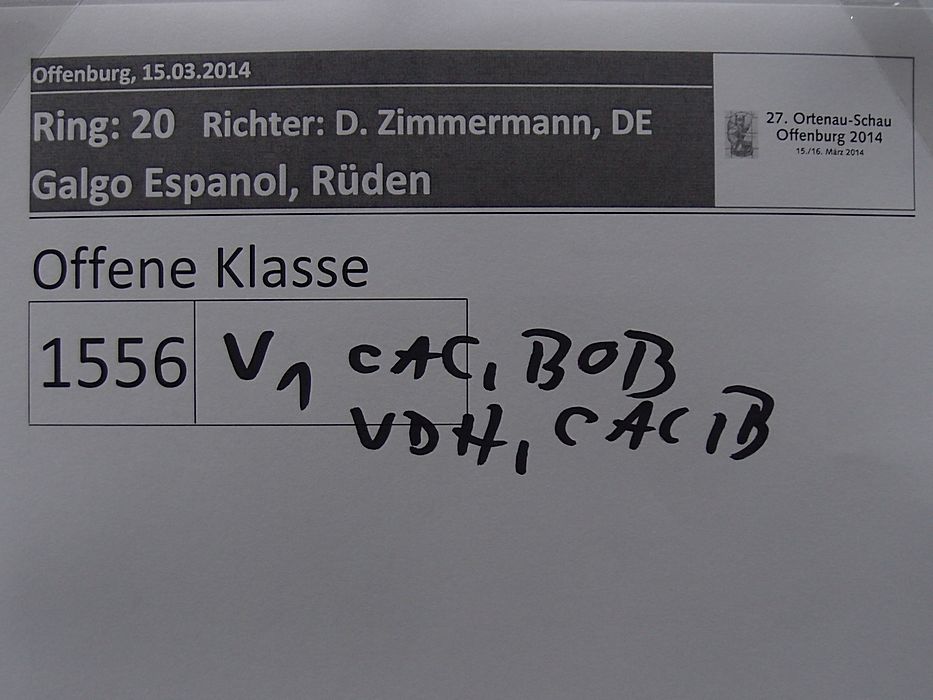 Offenburg, 15.03.2014
Ring: 20 Richter: D. Zimmermann, DE
Galgo Espanol, Rüden
27. Ortenau-Schau
Offenburg 2014
15./16. März 2014
Offene Klasse
1556 V1 CAC, BOB
VDH, CACIB